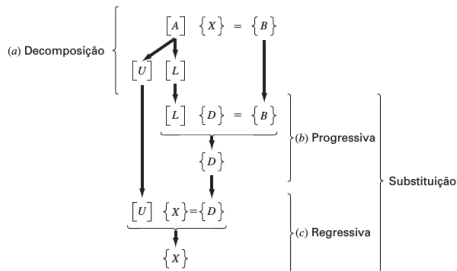 [A] {X} = {B}
(a) Decomposição
[U] [L]
[L] {D} = {B}
(b) Progressiva
{D}
Substituição
[U] {X}={D}
(c) Regressiva
{X}